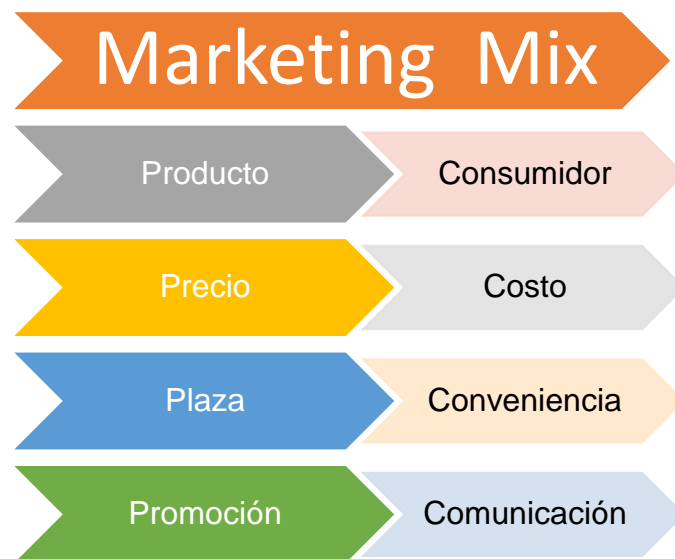 Marketing Mix
Producto
Consumidor
Precio
Costo
Plaza
Conveniencia
Promoción
Comunicación